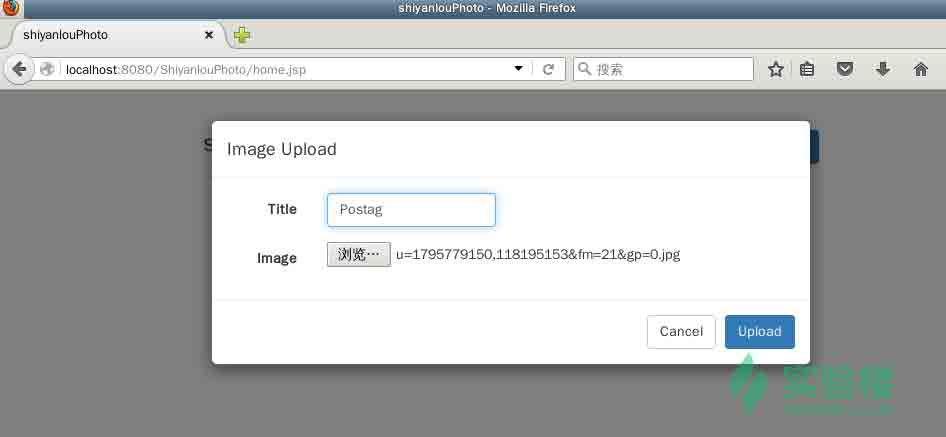 shiyanlouPhoto - Mozilla Firefox
shiyanlouPhoto
localhost:8080/ShiyanlouPhoto/home.jsp
搜索
S
Image Upload
Title
Postag
Image
浏览…
u=1795779150,118195153&fm=21&gp=0.jpg
Cancel
Upload
实验楼